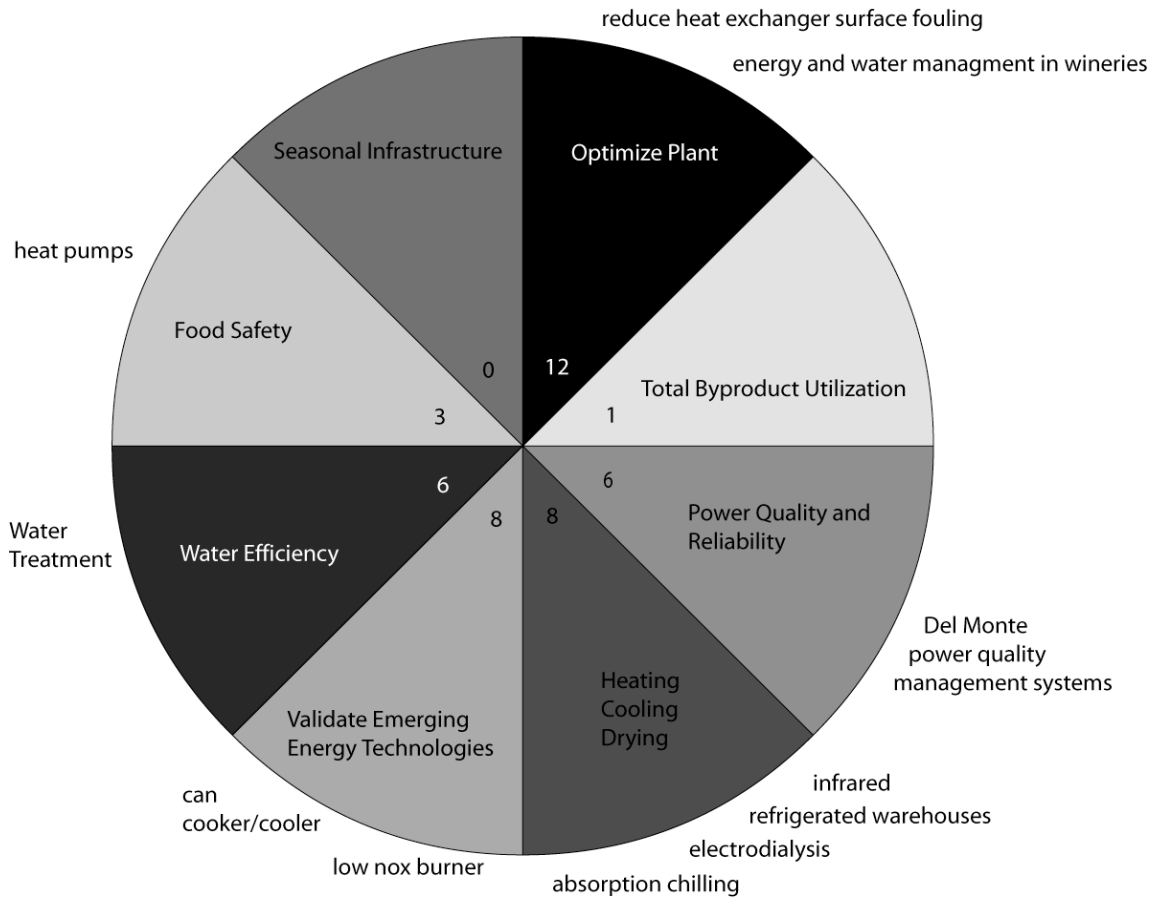 reduce heat exchanger surface fouling
energy and water managment in wineries
Seasonal Infrastructure
Optimize Plant
heat pumps
Food Safety
0
12
Total Byproduct Utilization
3
1
6
6
8
8
Power Quality and
Reliability
Water
Treatment
Water Efficiency
Del Monte
power quality
management systems
Heating
Cooling
Drying
Validate Emerging
Energy Technologies
can
cooker/cooler
infrared
refrigerated warehouses
electrodialysis
low nox burner
absorption chilling